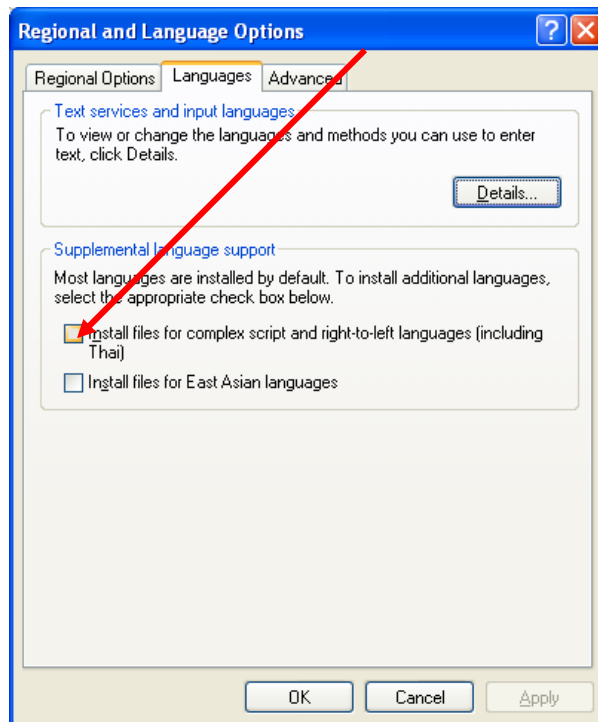 Regional and Language Options
Regional Options Languages Advanced
Text services and input languages
To view or change the languages and methods you can use to enter
text, click Details.
Details...
Supplemental language support
Most languages are installed by default. To install additional languages,
select the appropriate check box below.
Install files for complex script and right-to-left languages (including
Thai)
Install files for East Asian languages
OK Cancel Apply